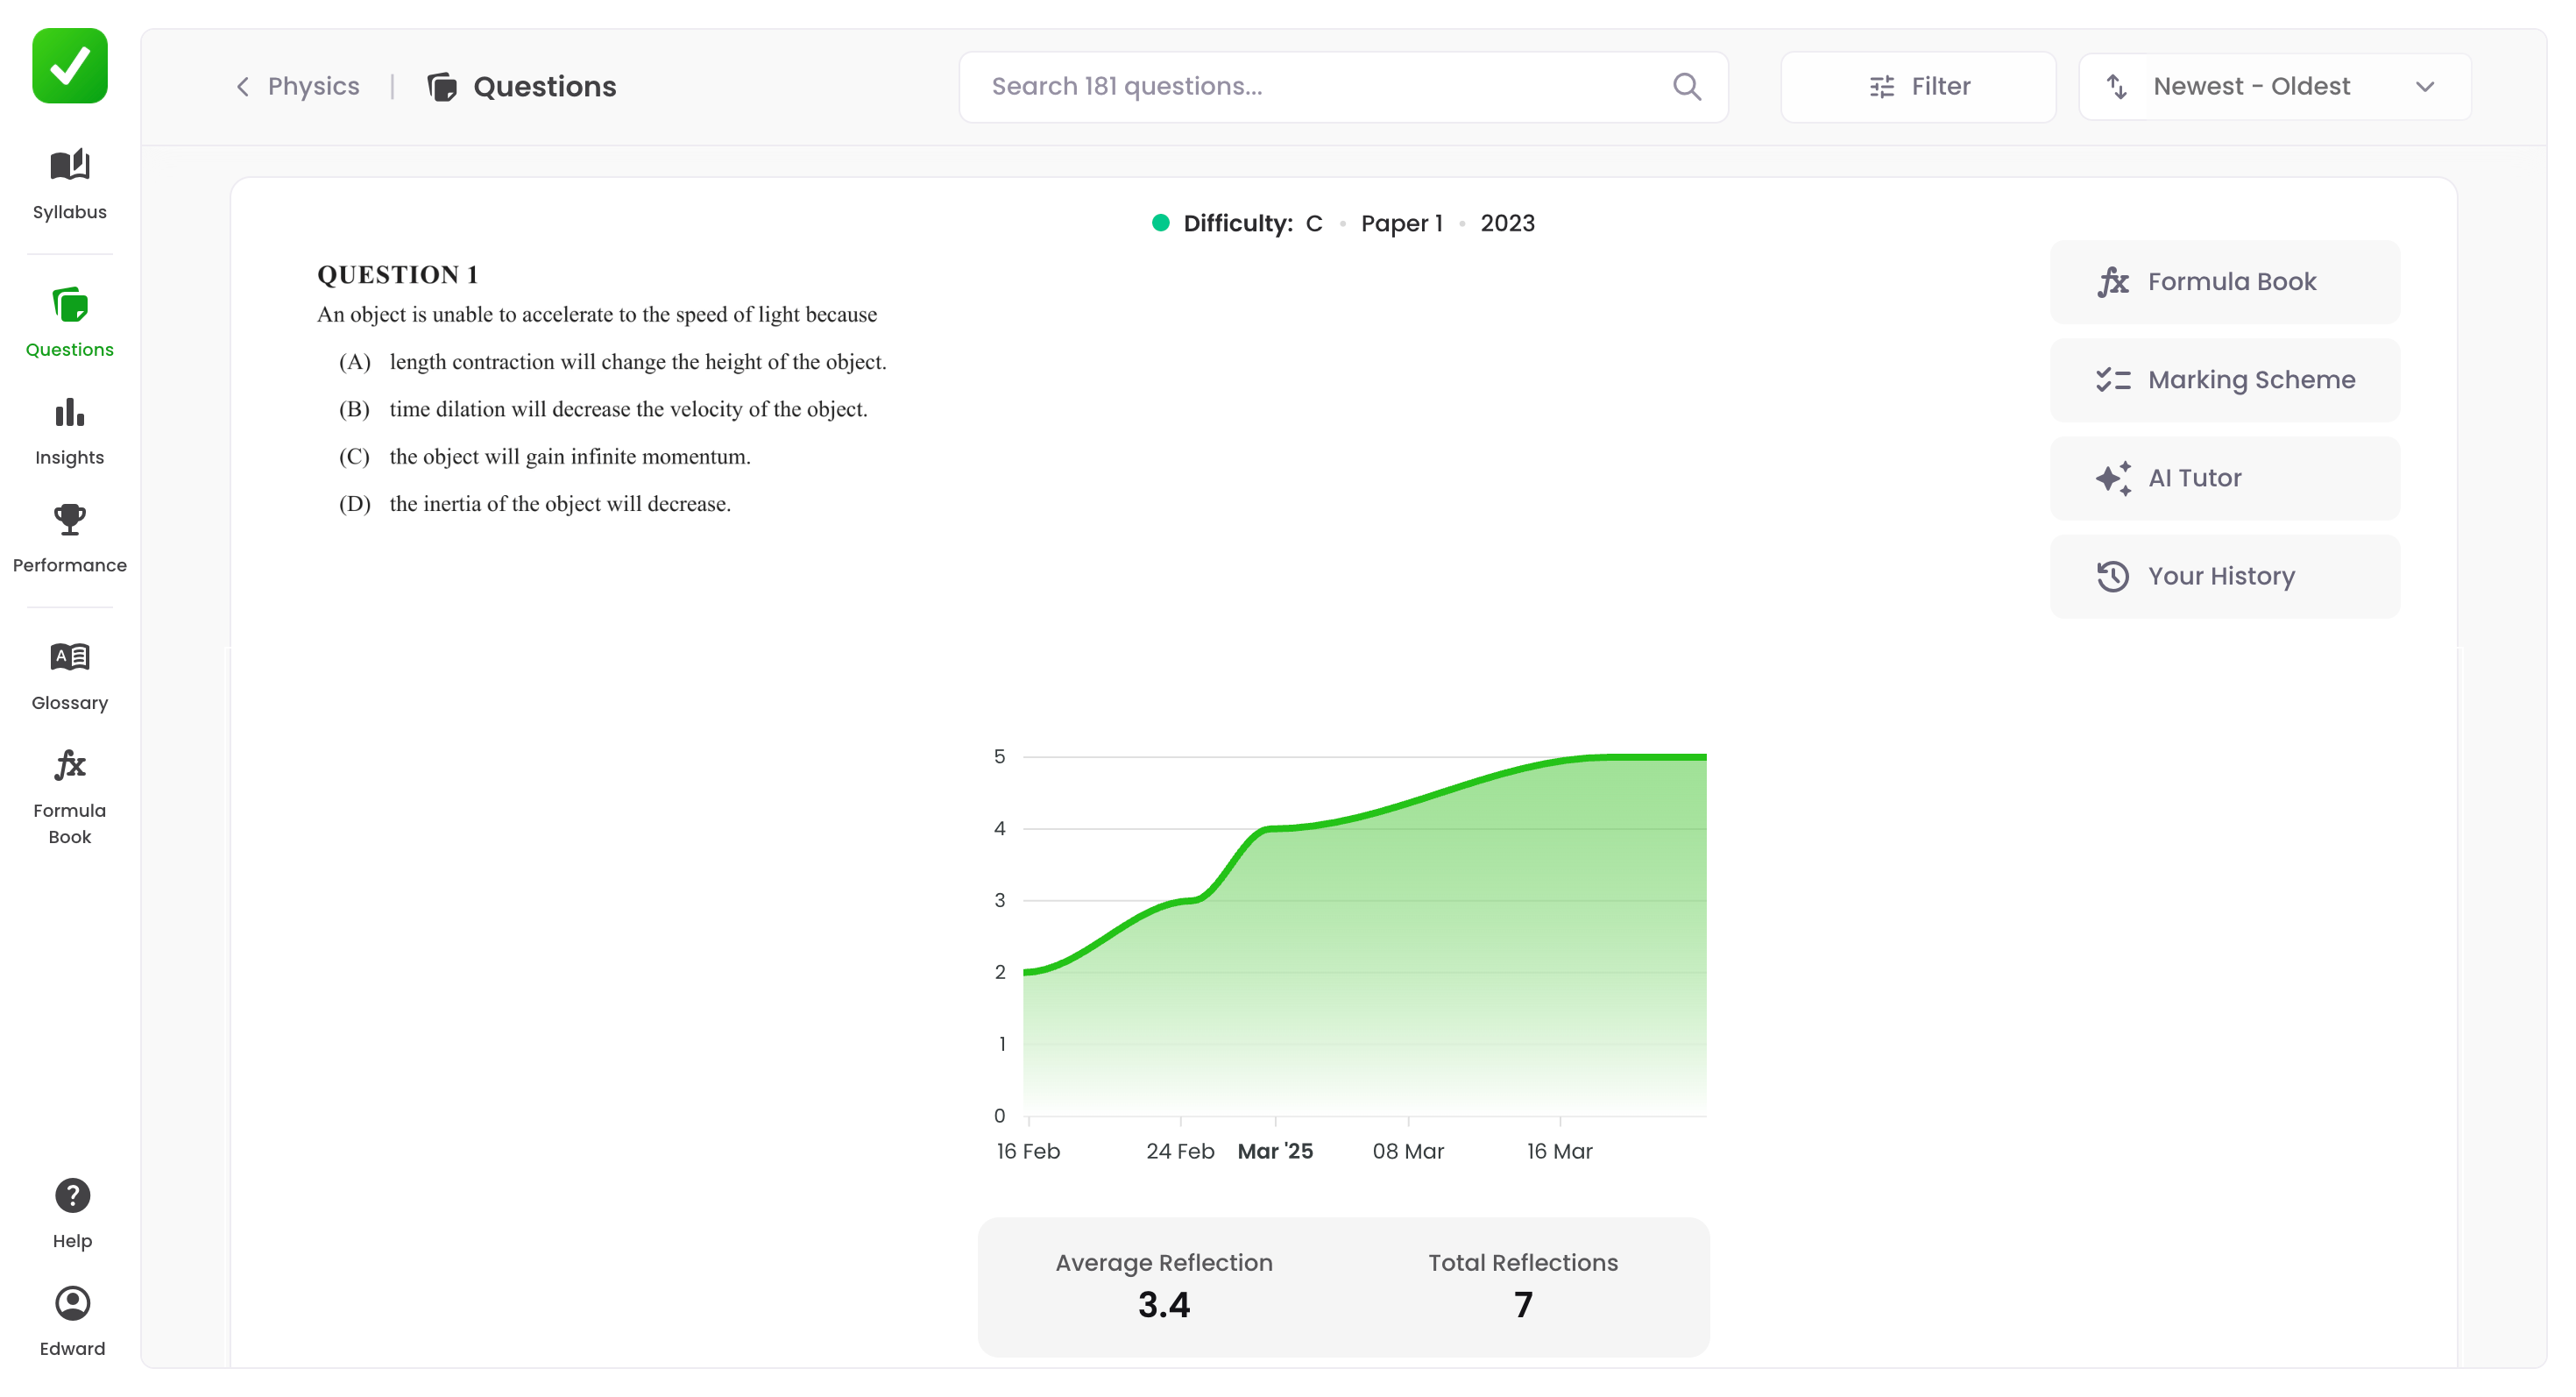 Syllabus
Questions
Insights
Performance
Glossary
Formula
Book
Help
Edward
Physics | Questions
Search 181 questions...
Filter
Newest - Oldest
Difficulty: C • Paper 1 • 2023
QUESTION 1
An object is unable to accelerate to the speed of light because
(A) length contraction will change the height of the object.
(B) time dilation will decrease the velocity of the object.
(C) the object will gain infinite momentum.
(D) the inertia of the object will decrease.
Formula Book
Marking Scheme
AI Tutor
Your History
5
4
3
2
1
0
16 Feb 24 Feb Mar '25 08 Mar 16 Mar
Average Reflection Total Reflections
3.4 7